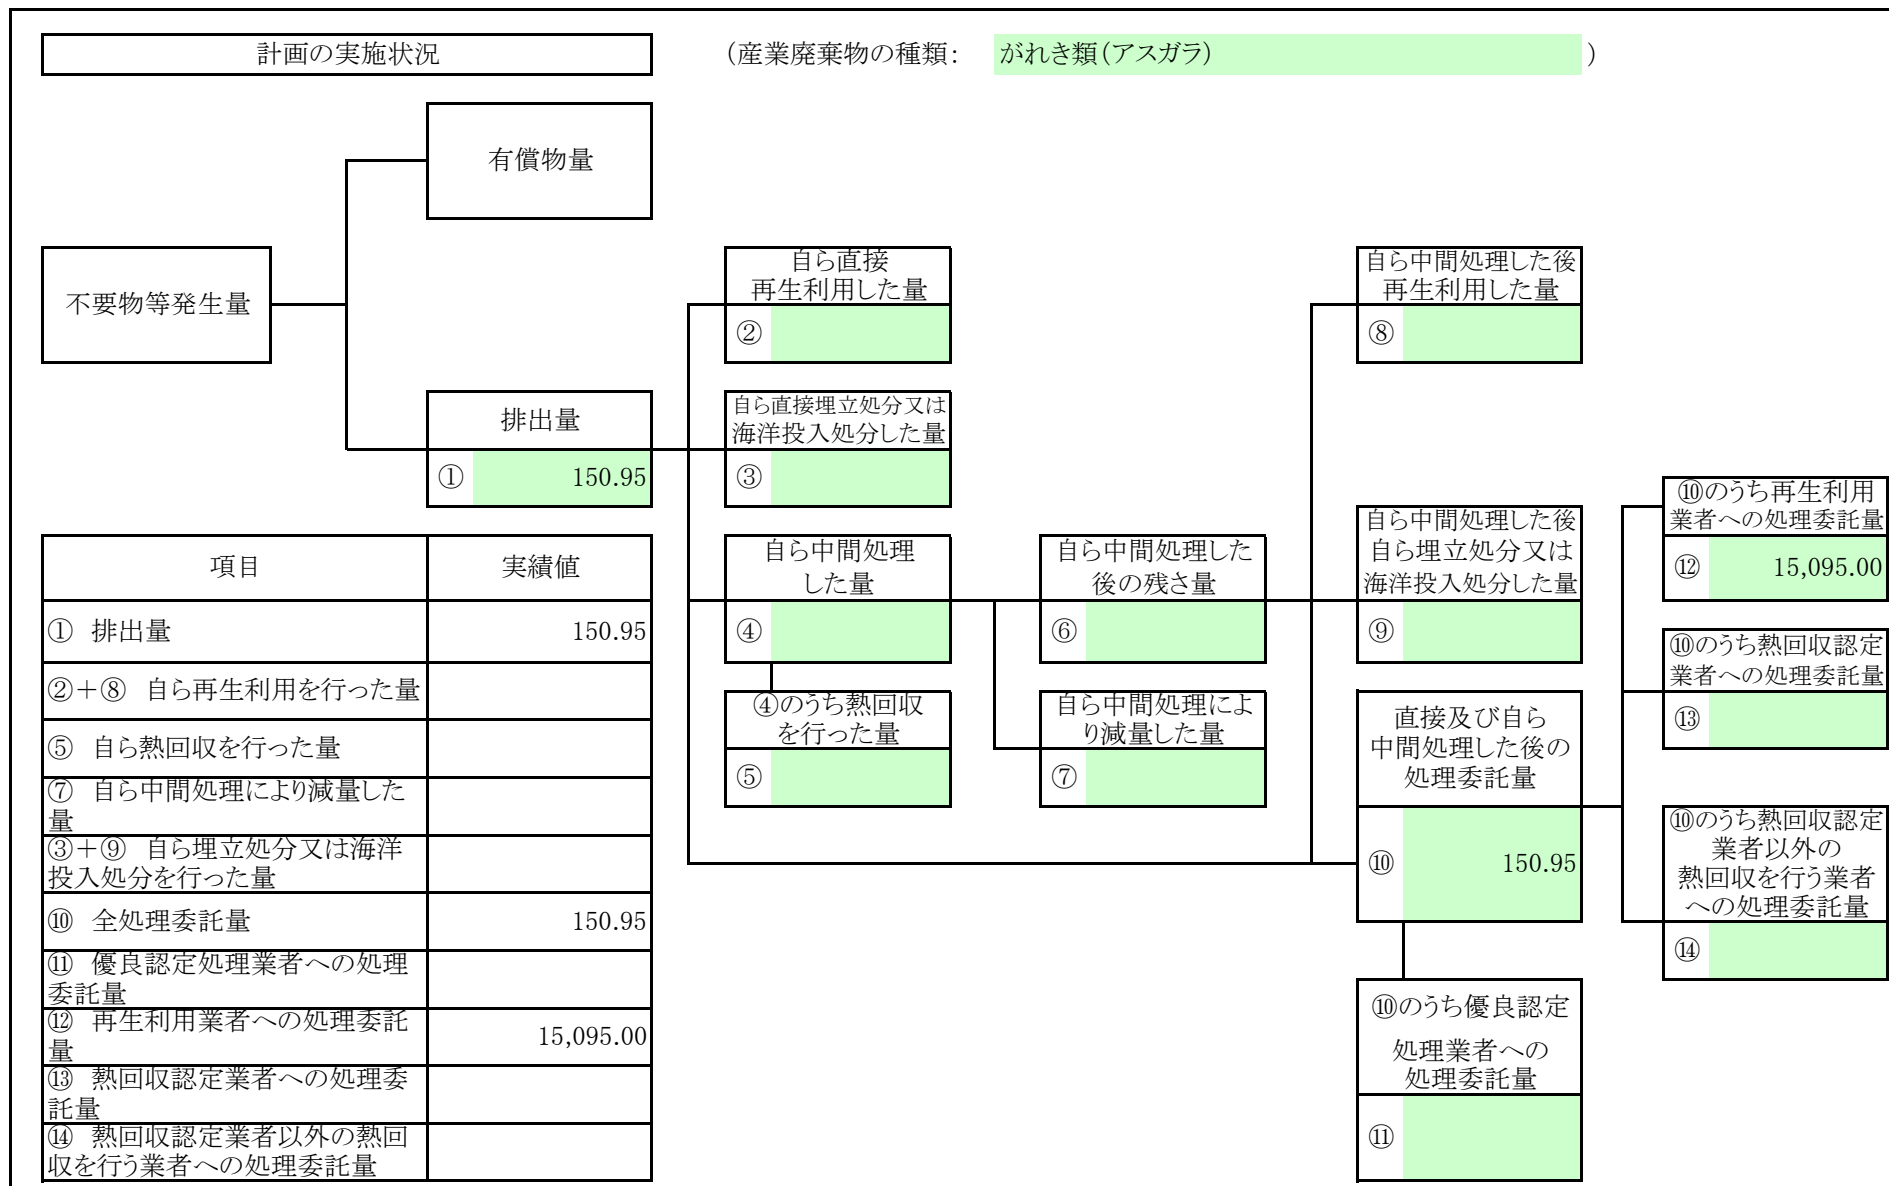 計画の実施状況
（産業廃棄物の種類： がれき類（アスガラ） ）
有償物量
不要物等発生量
自ら直接
再生利用した量
②
自ら中間処理した後
再生利用した量
⑧
排出量
① 150.95
自ら直接埋立処分又は
海洋投入処分した量
③
自ら中間処理
した量
④
自ら中間処理した
後の残さ量
⑥
自ら中間処理した後
自ら埋立処分又は
海洋投入処分した量
⑨
⑩のうち再生利用
業者への処理委託量
⑫ 15,095.00
④のうち熱回収
を行った量
⑤
自ら中間処理によ
り減量した量
⑦
直接及び自ら
中間処理した後の
処理委託量
⑩ 150.95
⑩のうち熱回収認定
業者への処理委託量
⑬
⑩のうち熱回収認定
業者以外の
熱回収を行う業者
への処理委託量
⑭
⑩のうち優良認定
処理業者への
処理委託量
⑪
項目 実績値
① 排出量 150.95
②＋⑧ 自ら再生利用を行った量
⑤ 自ら熱回収を行った量
⑦ 自ら中間処理により減量した
量
③＋⑨ 自ら埋立処分又は海洋
投入処分を行った量
⑩ 全処理委託量 150.95
⑪ 優良認定処理業者への処理
委託量
⑫ 再生利用業者への処理委託
量 15,095.00
⑬ 熱回収認定業者への処理委
託量
⑭ 熱回収認定業者以外の熱回
収を行う業者への処理委託量